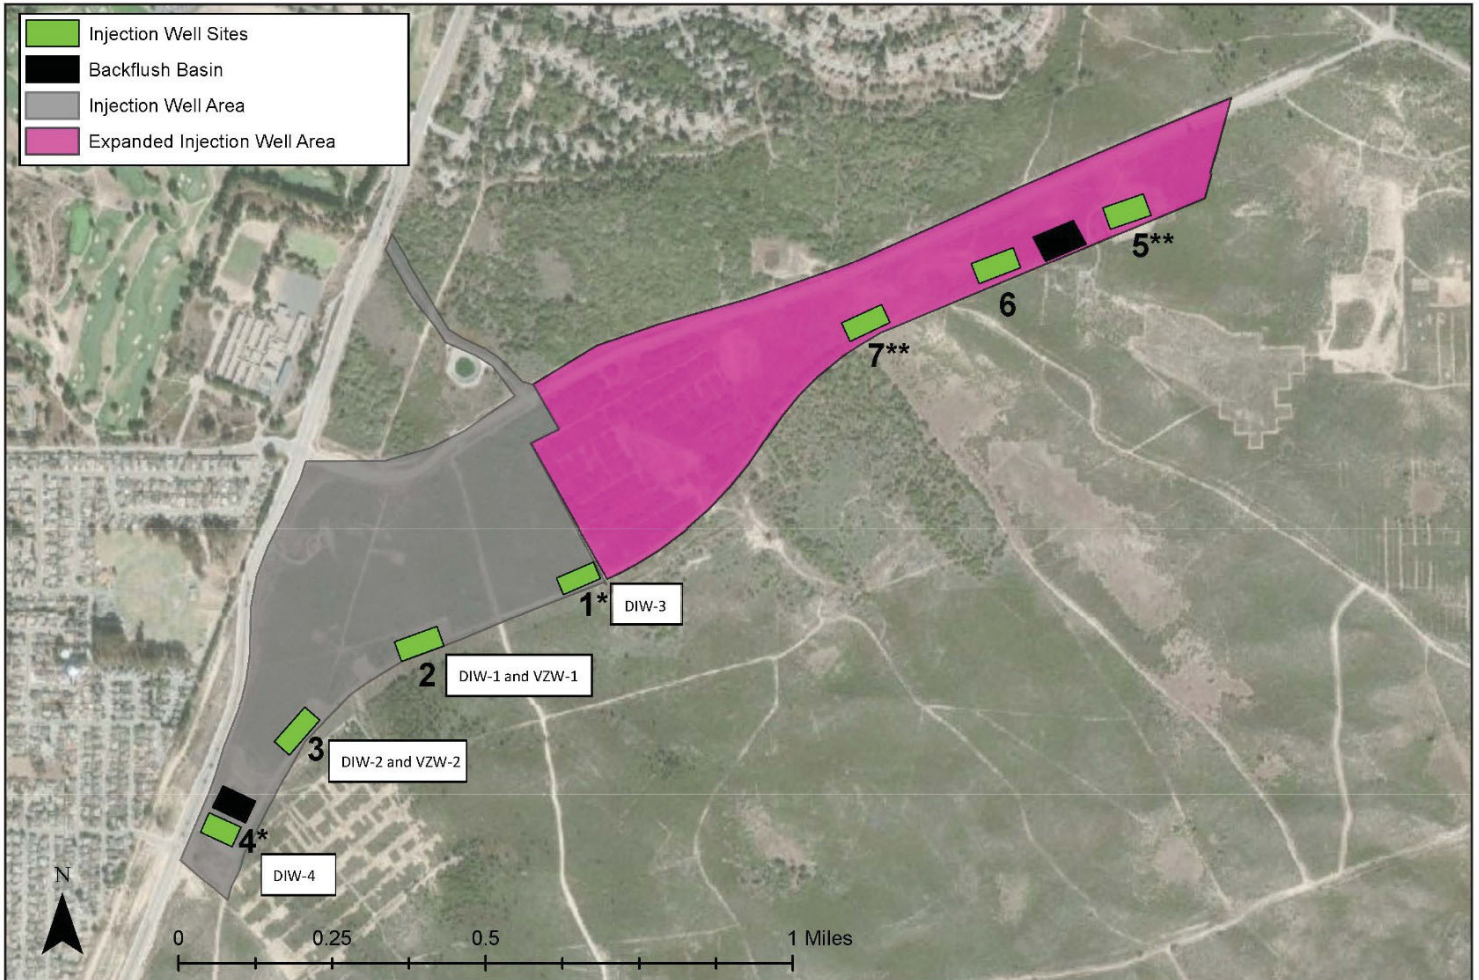 Injection Well Sites
Backflush Basin
Injection Well Area
Expanded Injection Well Area
5**
6
7**
1*
DIW-3
2
DIW-1 and VZW-1
3
DIW-2 and VZW-2
4*
DIW-4
N
0 0.25 0.5 1 Miles